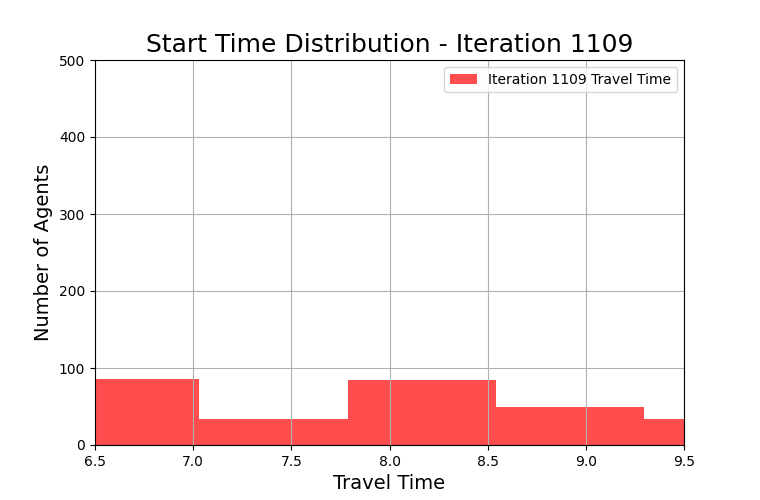 Start Time Distribution - Iteration 1109
Iteration 1109 Travel Time
Number of Agents
500
400
300
200
100
0
6.5 7.0 7.5 8.0 8.5 9.0 9.5
Travel Time